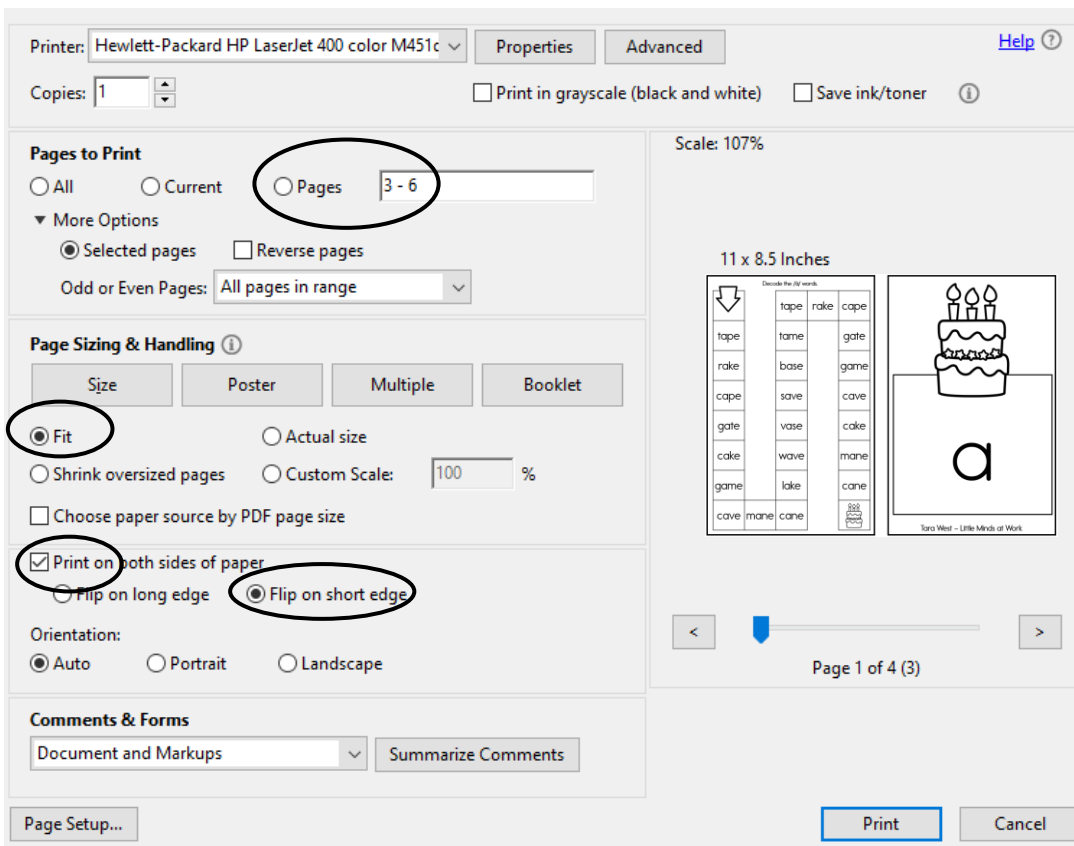 Printer: Hewlett-Packard HP LaserJet 400 color M451c Properties Advanced Help ?
Copies: 1 Print in grayscale (black and white) Save ink/toner i
Pages to Print
All Current Pages 3 - 6
More Options
Selected pages Reverse pages
Odd or Even Pages: All pages in range
Page Sizing & Handling i
Size Poster Multiple Booklet
Fit Actual size
Shrink oversized pages Custom Scale: 100 %
Choose paper source by PDF page size
Print on both sides of paper
Flip on long edge Flip on short edge
Orientation:
Auto Portrait Landscape
Comments & Forms
Document and Markups Summarize Comments
Page Setup...
Scale: 107%
11 x 8.5 Inches
Decode the /ā/ words.
tape rake cape
tape tame gate
rake base game
cape save cave
gate vase cake
cake wave mane
game lake cane
cave mane cane
a
Tara West – Little Minds at Work
< >
Page 1 of 4 (3)
Print Cancel